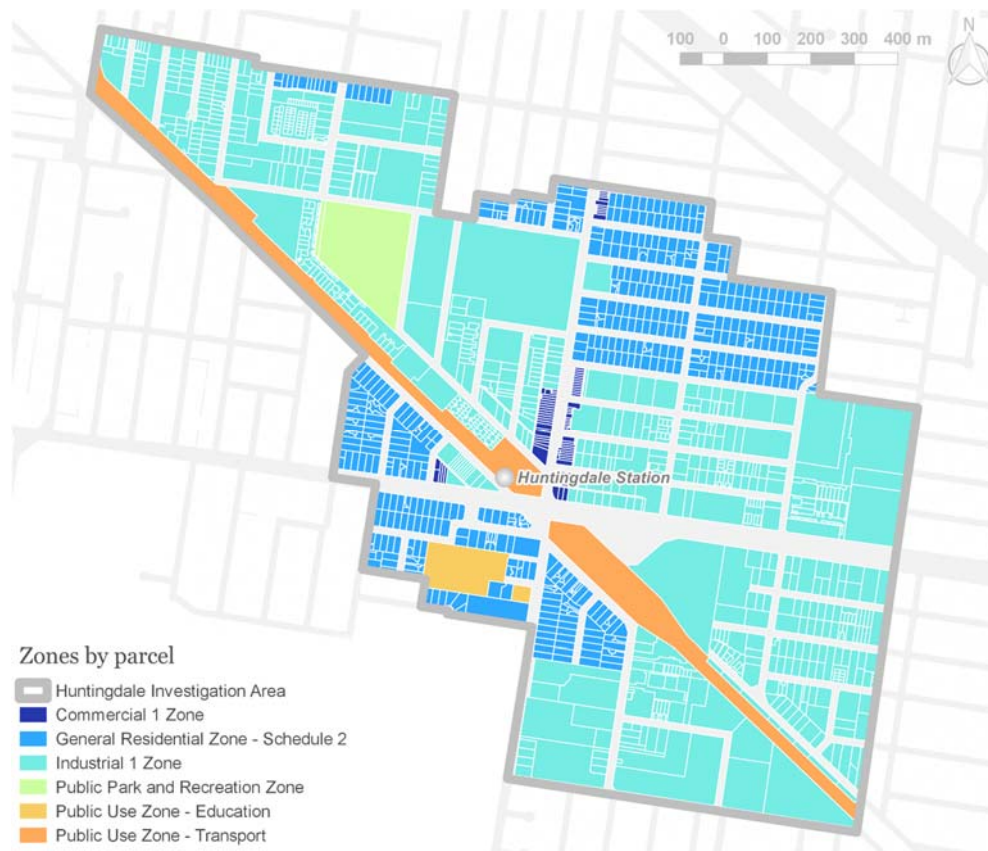 N
100 0 100 200 300 400 m
Huntingdale Station
Zones by parcel
Huntingdale Investigation Area
Commercial 1 Zone
General Residential Zone - Schedule 2
Industrial 1 Zone
Public Park and Recreation Zone
Public Use Zone - Education
Public Use Zone - Transport